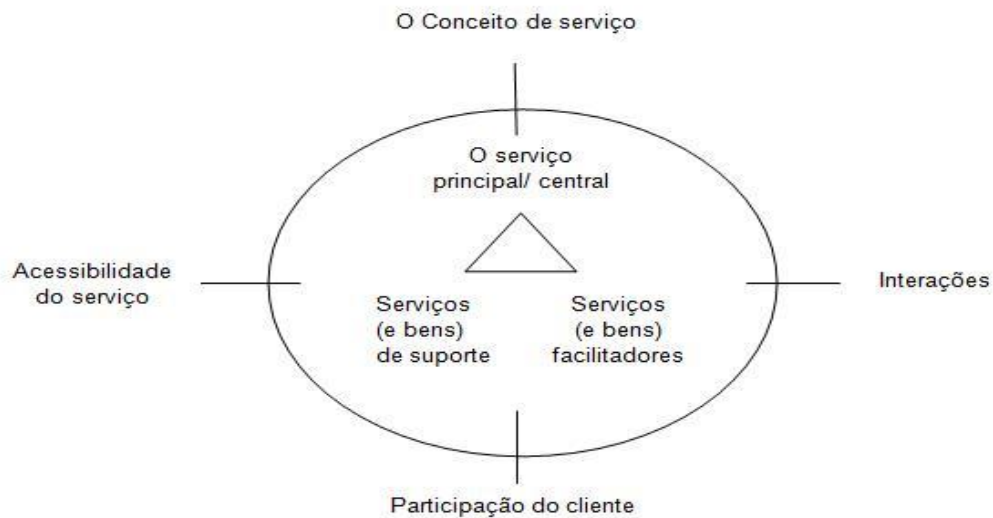 O Conceito de serviço
O serviço
principal/ central
Acessibilidade
do serviço
Interações
Serviços
(e bens)
de suporte
Serviços
(e bens)
facilitadores
Participação do cliente